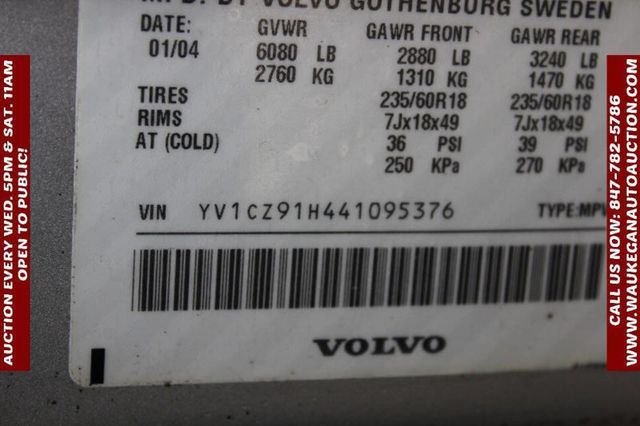 MFD. BY VOLVO GOTHENBURG SWEDEN
DATE: GVWR GAWR FRONT GAWR REAR
01/04 6080 LB 2880 LB 3240 LB
2760 KG 1310 KG 1470 KG
TIRES 235/60R18 235/60R18
RIMS 7Jx18x49 7Jx18x49
AT (COLD) 36 PSI 39 PSI
250 KPa 270 KPa
VIN YV1CZ91H441095376 TYPE:MPV
VOLVO
AUCTION EVERY WED. 5PM & SAT. 11AM
OPEN TO PUBLIC!
CALL US NOW: 847-782-5786
WWW.WAUKEGANAUTOAUCTION.COM